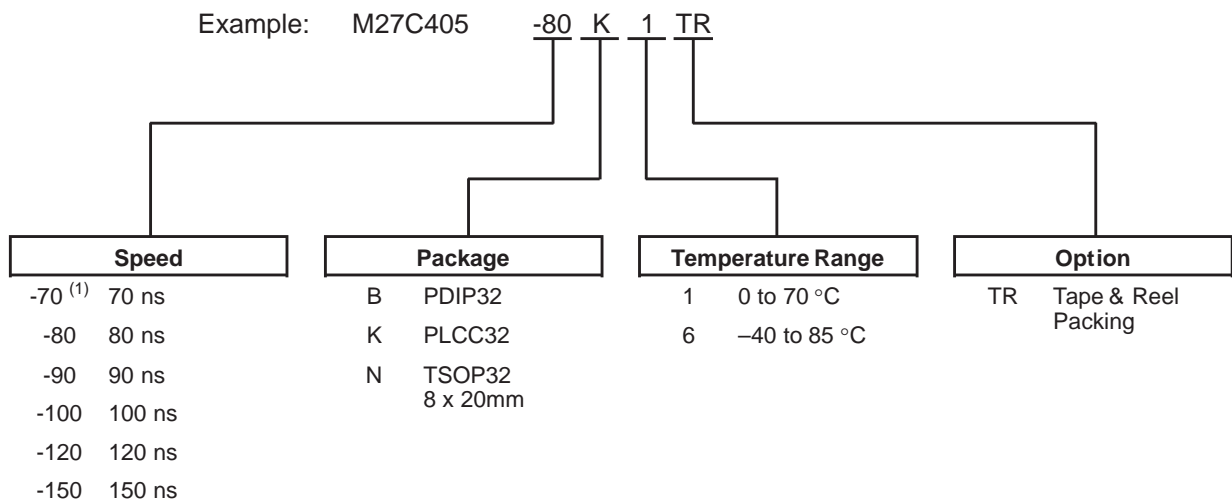 Example: M27C405 -80 K 1 TR
Speed
-70 (1) 70 ns
-80 80 ns
-90 90 ns
-100 100 ns
-120 120 ns
-150 150 ns
Package
B PDIP32
K PLCC32
N TSOP32
8 x 20mm
Temperature Range
1 0 to 70 °C
6 –40 to 85 °C
Option
TR Tape & Reel
Packing